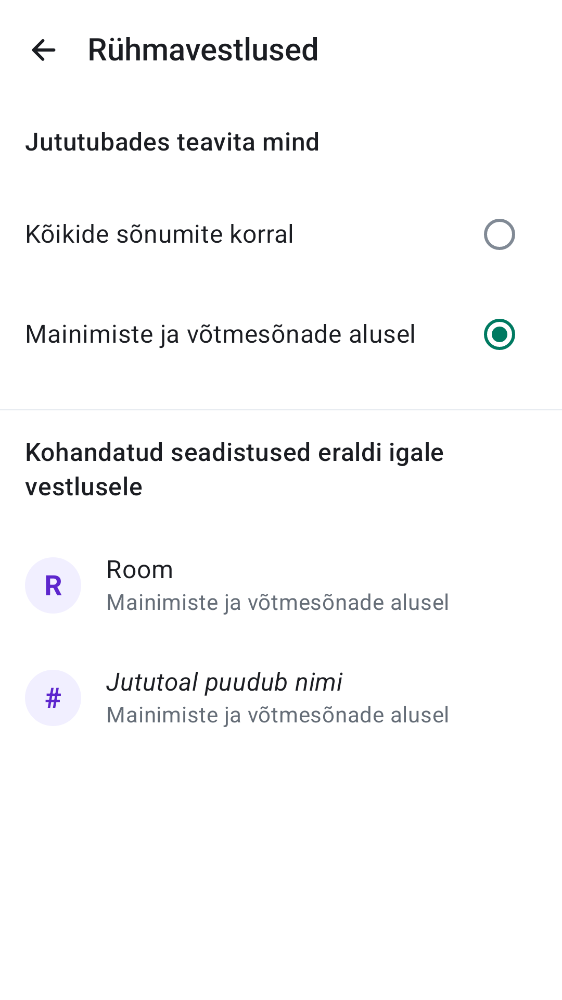 Rühmavestlused
Jututubades teavita mind
Kõikide sõnumite korral
Mainimiste ja võtmesõnade alusel
Kohandatud seadistused eraldi igale
vestlusele
R
Room
Mainimiste ja võtmesõnade alusel
#
Jututoal puudub nimi
Mainimiste ja võtmesõnade alusel